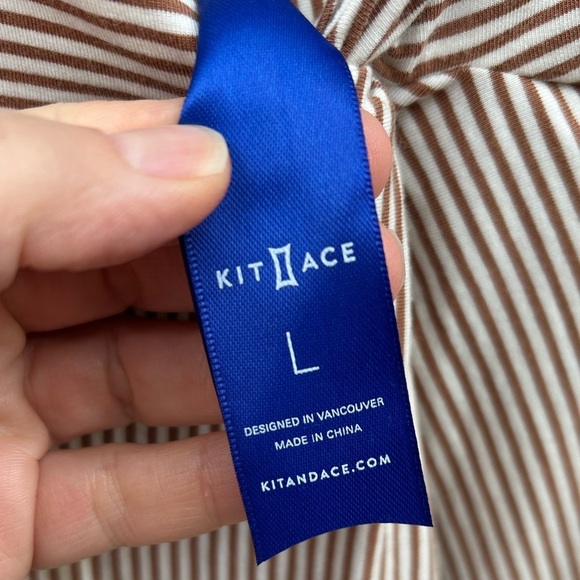 KIT ACE
L
DESIGNED IN VANCOUVER
MADE IN CHINA
KITANDACE.COM